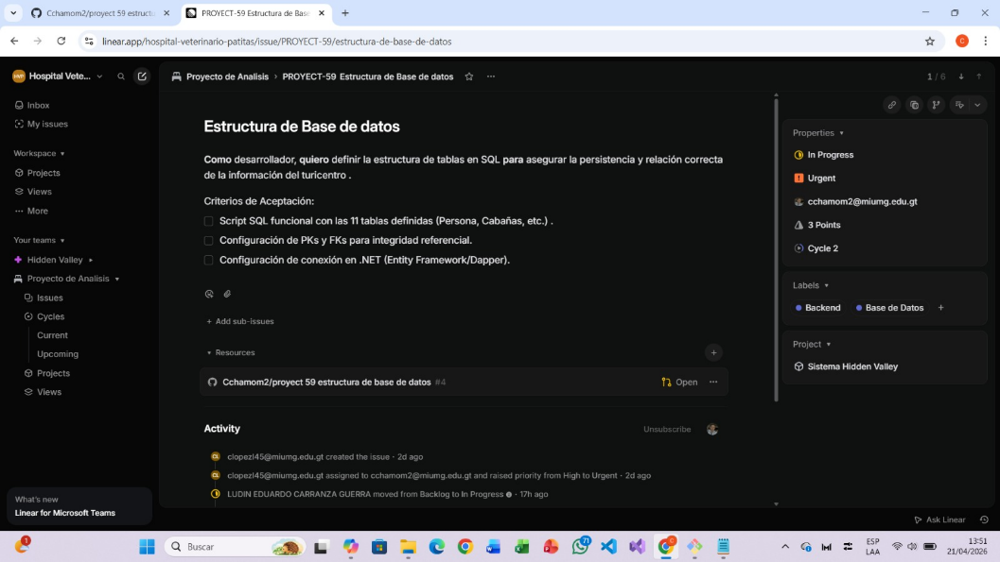 Cchamom2/proyect 59 estructu
PROYECT-59 Estructura de Base
linear.app/hospital-veterinario-patitas/issue/PROYECT-59/estructura-de-base-de-datos
C
HVP Hospital Vete...
Proyecto de Analisis › PROYECT-59 Estructura de Base de datos
1 / 6
Inbox
My issues
Workspace
Projects
Views
More
Your teams
Hidden Valley
Proyecto de Analisis
Issues
Cycles
Current
Upcoming
Projects
Views
What's new
Linear for Microsoft Teams
Estructura de Base de datos
Como desarrollador, quiero definir la estructura de tablas en SQL para asegurar la persistencia y relación correcta
de la información del turicentro .
Criterios de Aceptación:
Script SQL funcional con las 11 tablas definidas (Persona, Cabañas, etc.) .
Configuración de PKs y FKs para integridad referencial.
Configuración de conexión en .NET (Entity Framework/Dapper).
+ Add sub-issues
Resources
Cchamom2/proyect 59 estructura de base de datos #4
Open
Activity
Unsubscribe
CL clopezl45@miumg.edu.gt created the issue · 2d ago
CL clopezl45@miumg.edu.gt assigned to cchamom2@miumg.edu.gt and raised priority from High to Urgent · 2d ago
LUDIN EDUARDO CARRANZA GUERRA moved from Backlog to In Progress · 17h ago
Properties
In Progress
Urgent
cchamom2@miumg.edu.gt
3 Points
Cycle 2
Labels
Backend
Base de Datos
Project
Sistema Hidden Valley
Ask Linear
1
Buscar
71
ESP
LAA
13:51
21/04/2026